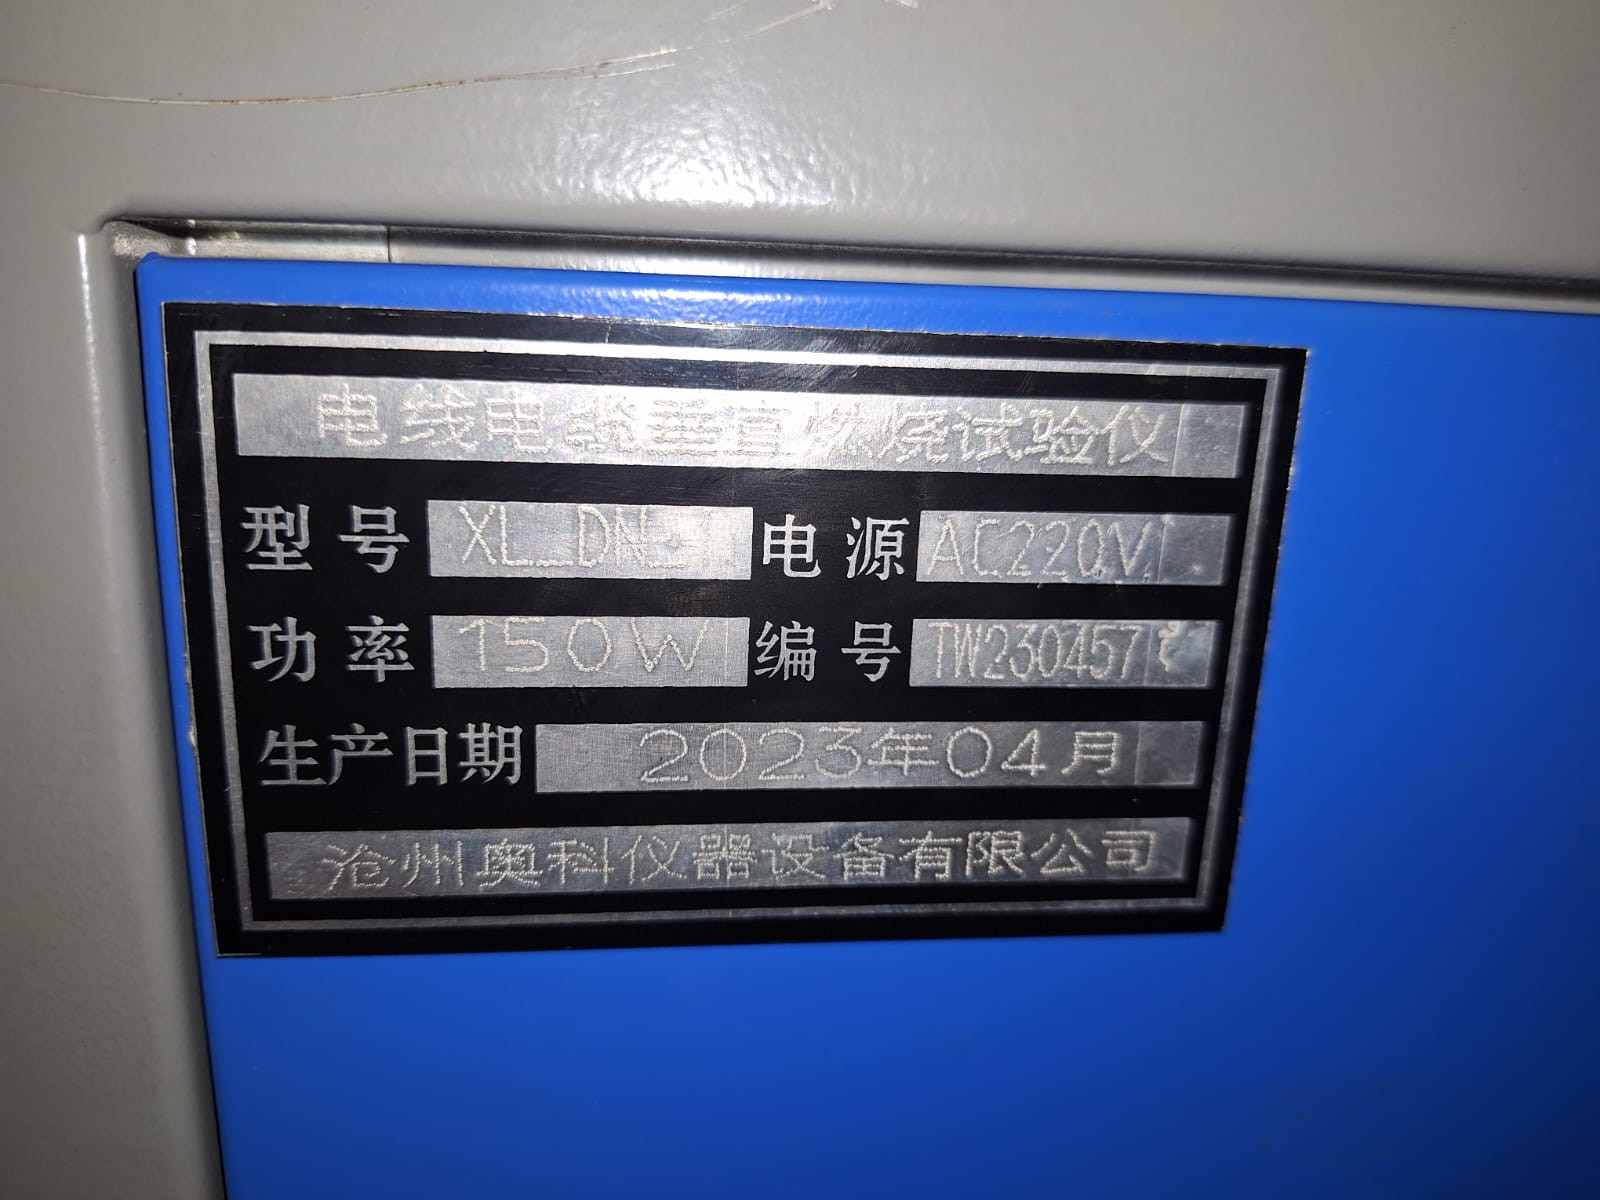 电线电缆垂直燃烧试验仪
型号 XL_DN_1 电源 AC220V
功率 150W 编号 TW230457
生产日期 2023年04月
沧州奥科仪器设备有限公司